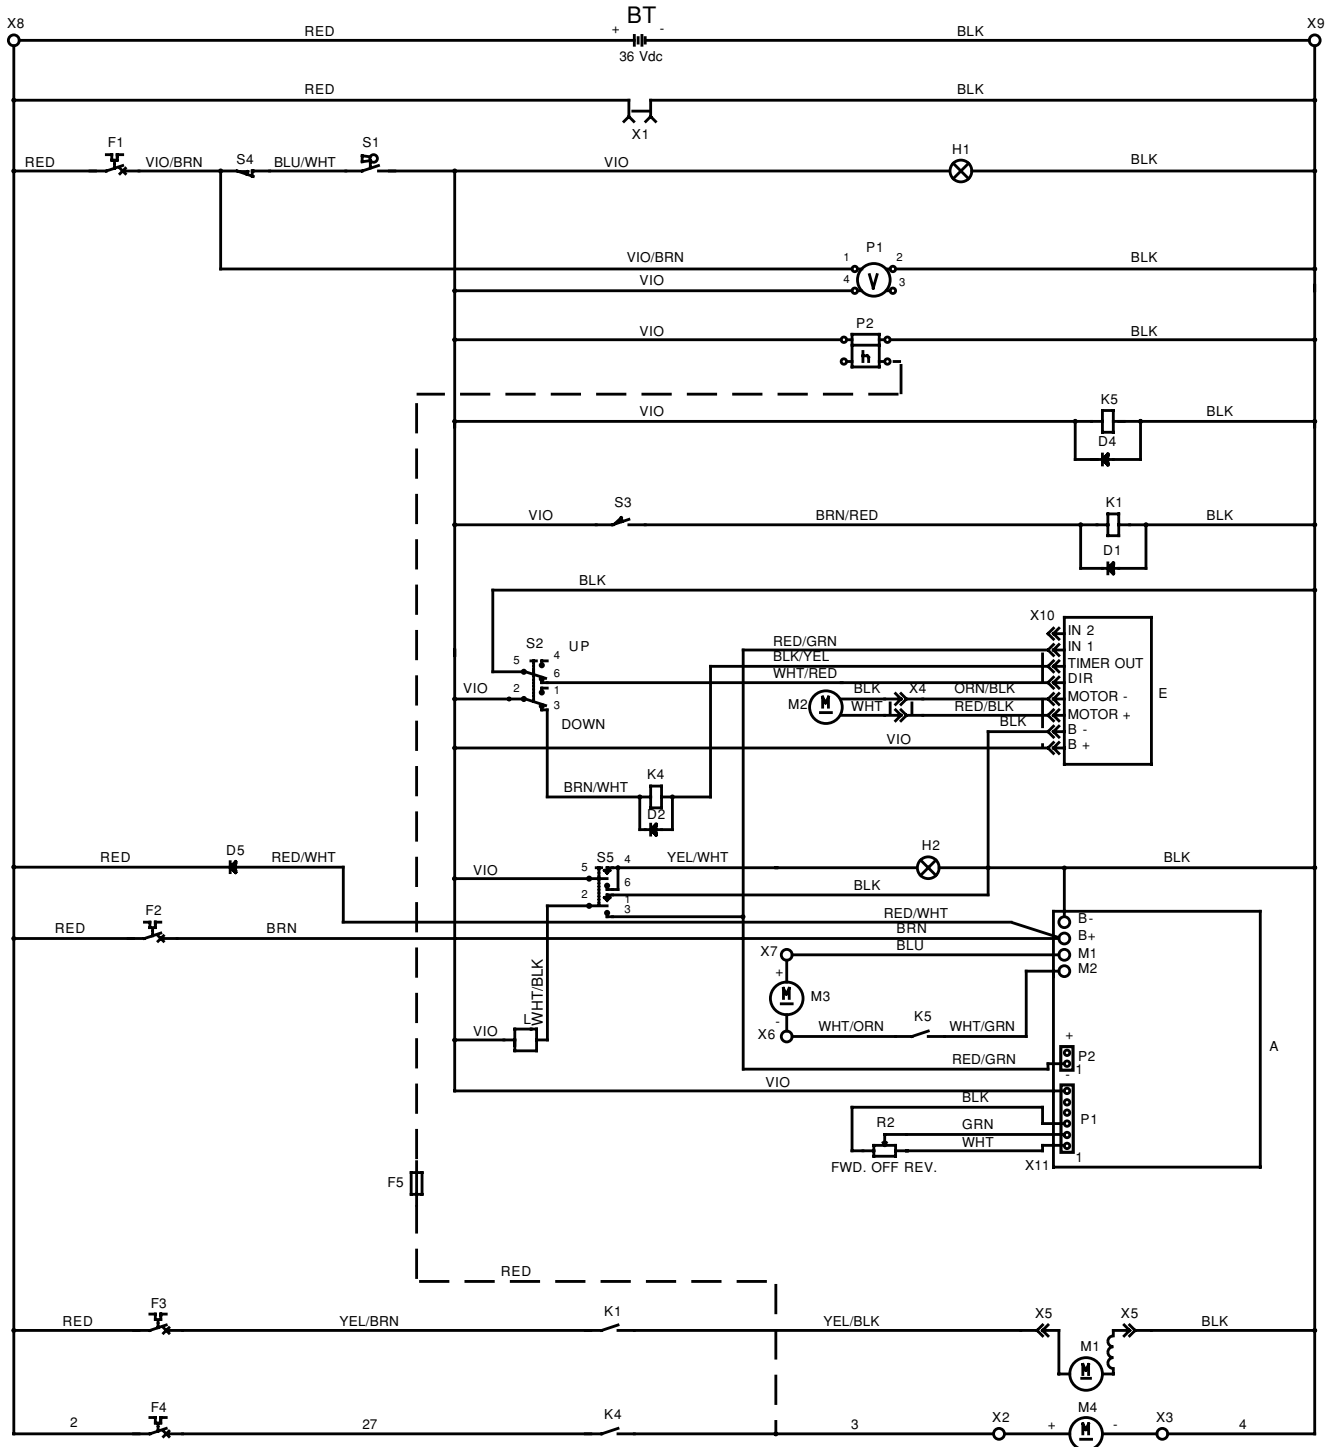 X8 BT X9
RED + - BLK
36 Vdc
RED BLK
X1
F1 S4 S1 H1
RED VIO/BRN BLU/WHT VIO BLK
P1
VIO/BRN 1 2 BLK
VIO 4 V 3
P2
VIO BLK
h
K5
VIO BLK
D4
S3 K1
VIO BRN/RED BLK
D1
BLK
X10
IN 2
S2 UP RED/GRN IN 1
5 4 BLK/YEL TIMER OUT
6 WHT/RED DIR
VIO 2 1 BLK X4 ORN/BLK MOTOR - E
3 M2 M WHT RED/BLK MOTOR +
DOWN BLK B -
VIO B +
K4
BRN/WHT
D2
D5 S5 H2
RED RED/WHT VIO 5 4 YEL/WHT BLK
6 BLK
2 1
F2 3 RED/WHT B-
RED BRN BRN B+
X7 BLU M1
+ M2
WHT/BLK M M3
-
L K5
VIO X6 WHT/ORN WHT/GRN
+
RED/GRN P2 A
- 1
VIO
BLK
R2 GRN P1
WHT
FWD. OFF REV. X11 1
F5
RED
F3 K1 X5 X5
RED YEL/BRN YEL/BLK BLK
M1
M
F4 K4 X2 M4 X3
2 27 3 + M - 4